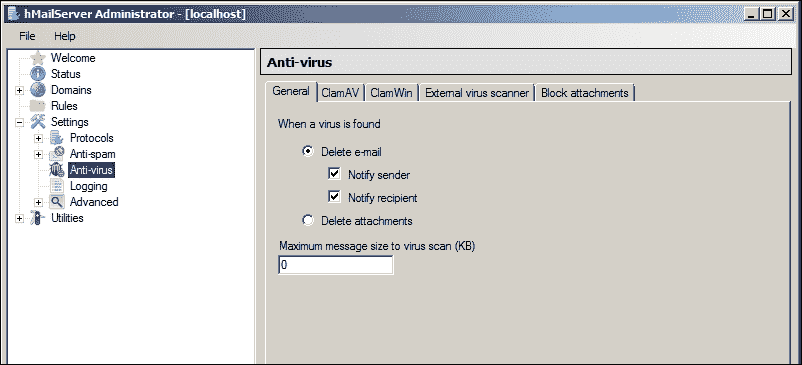 hMailServer Administrator - [localhost]
File Help
Welcome
Status
Domains
Rules
Settings
Protocols
Anti-spam
Anti-virus
Logging
Advanced
Utilities
Anti-virus
General ClamAV ClamWin External virus scanner Block attachments
When a virus is found
Delete e-mail
Notify sender
Notify recipient
Delete attachments
Maximum message size to virus scan (KB)
0